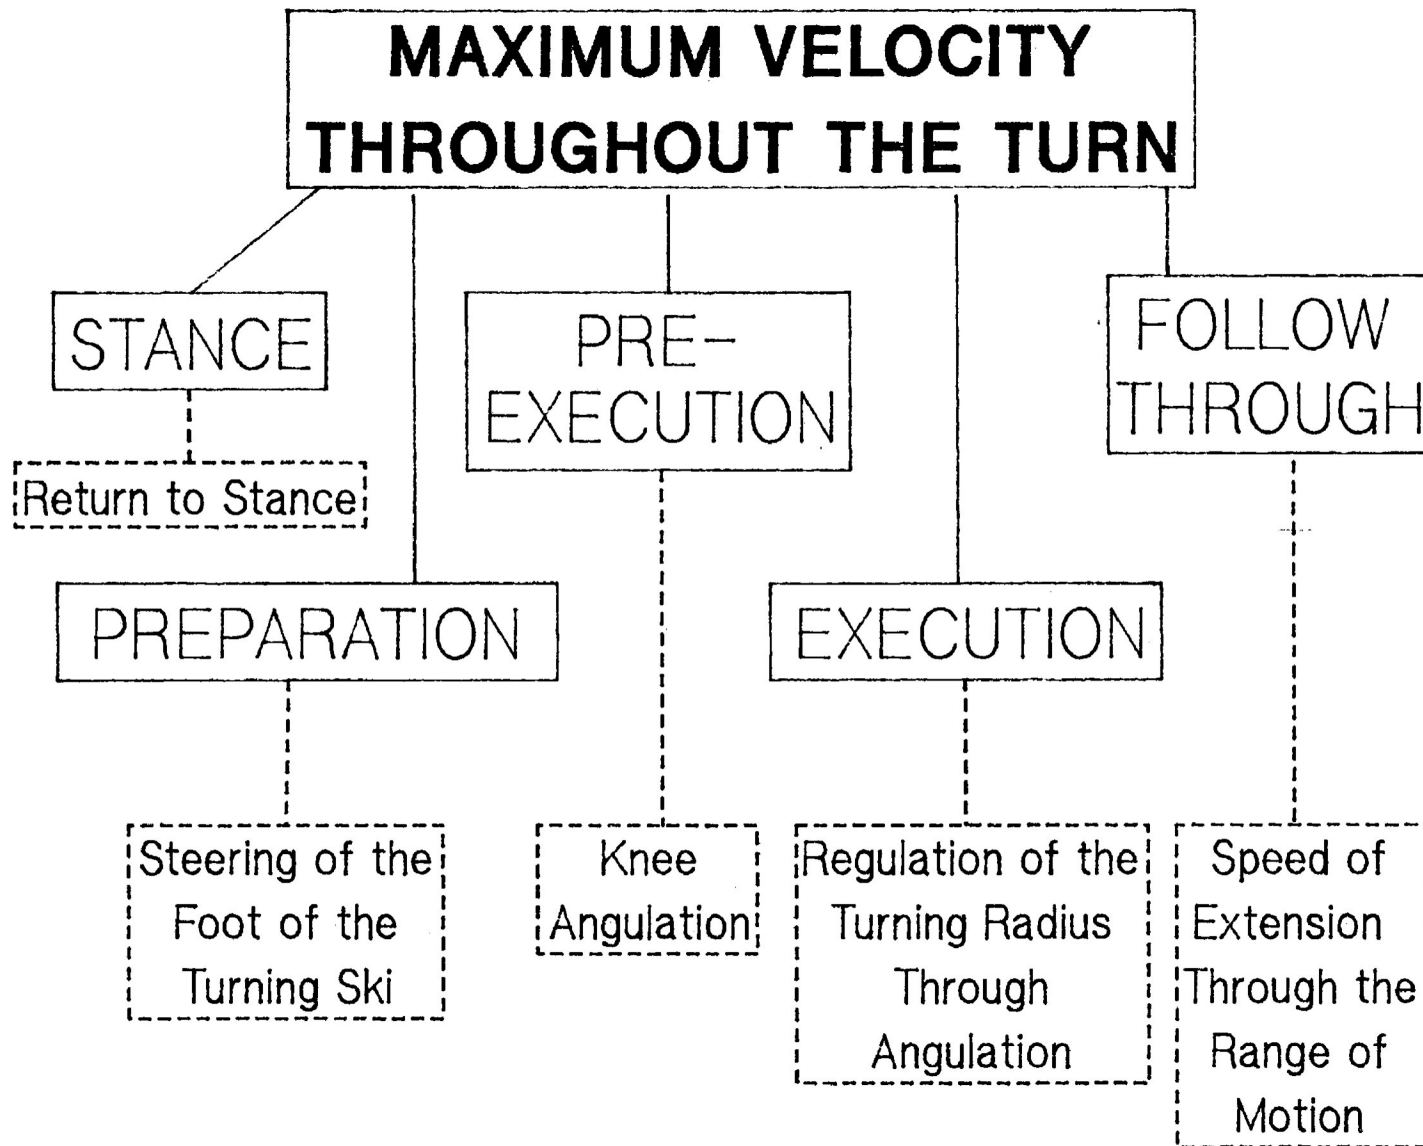 MAXIMUM VELOCITY
THROUGHOUT THE TURN
STANCE
Return to Stance
PRE-
EXECUTION
FOLLOW
THROUGH
PREPARATION
EXECUTION
Steering of the
Foot of the
Turning Ski
Knee
Angulation
Regulation of the
Turning Radius
Through
Angulation
Speed of
Extension
Through the
Range of
Motion